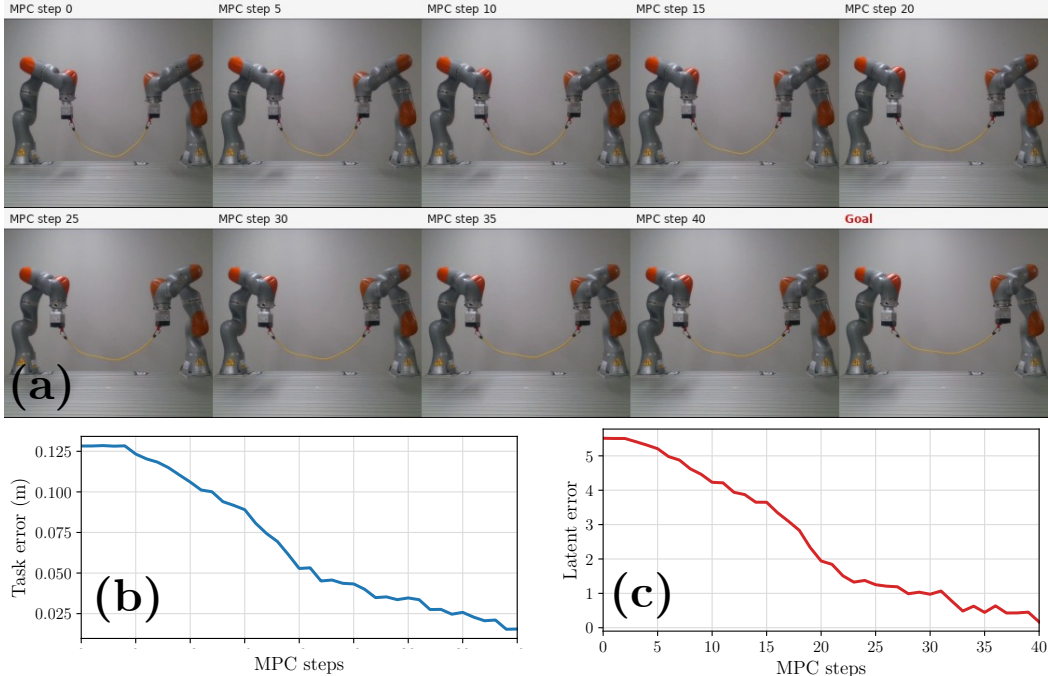 MPC step 0 MPC step 5 MPC step 10 MPC step 15 MPC step 20
MPC step 25 MPC step 30 MPC step 35 MPC step 40 Goal
(a)
0.125
0.100
0.075
0.050
0.025
Task error (m)
(b)
MPC steps
5
4
3
2
1
0
Latent error
(c)
0 5 10 15 20 25 30 35 40
MPC steps